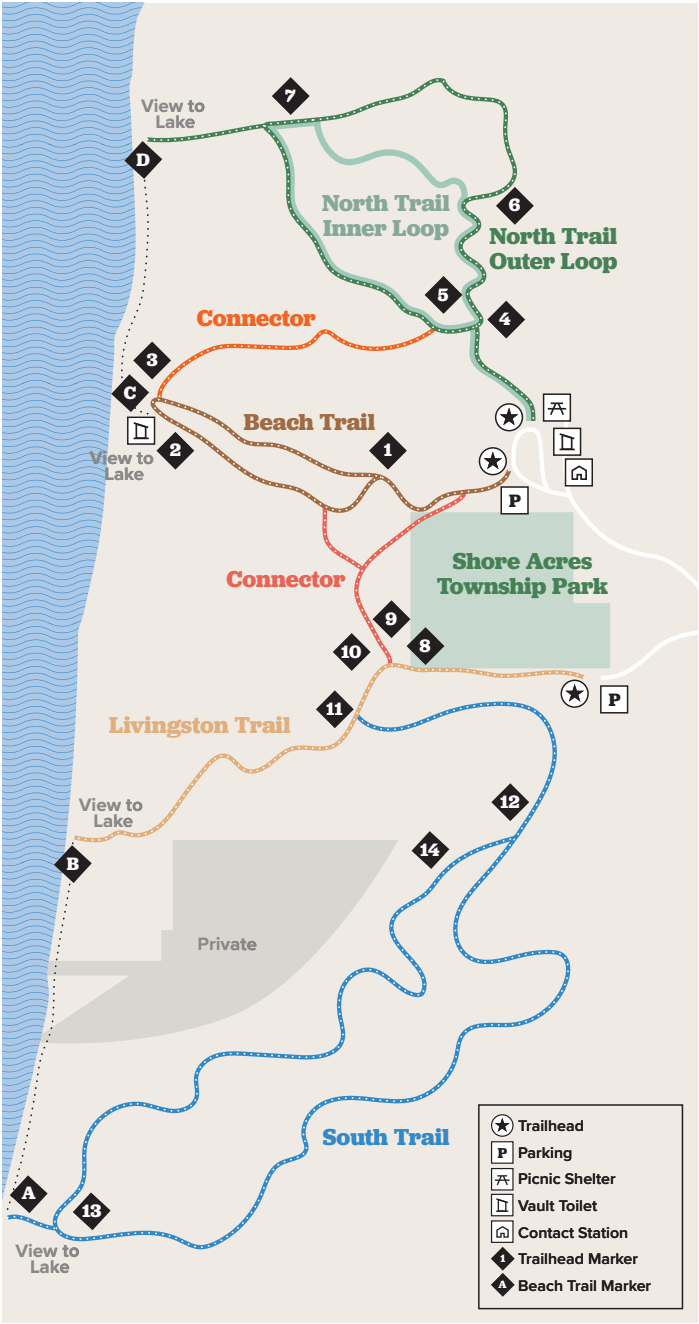 7
View to
Lake
D
North Trail
Inner Loop
6
North Trail
Outer Loop
5
4
Connector
3
C
Beach Trail
2
1
View to
Lake
P
Shore Acres
Township Park
Connector
9
10
8
11
P
Livingston Trail
View to
Lake
12
14
B
Private
South Trail
A
13
View to
Lake
Trailhead
P Parking
Picnic Shelter
Vault Toilet
Contact Station
1 Trailhead Marker
A Beach Trail Marker